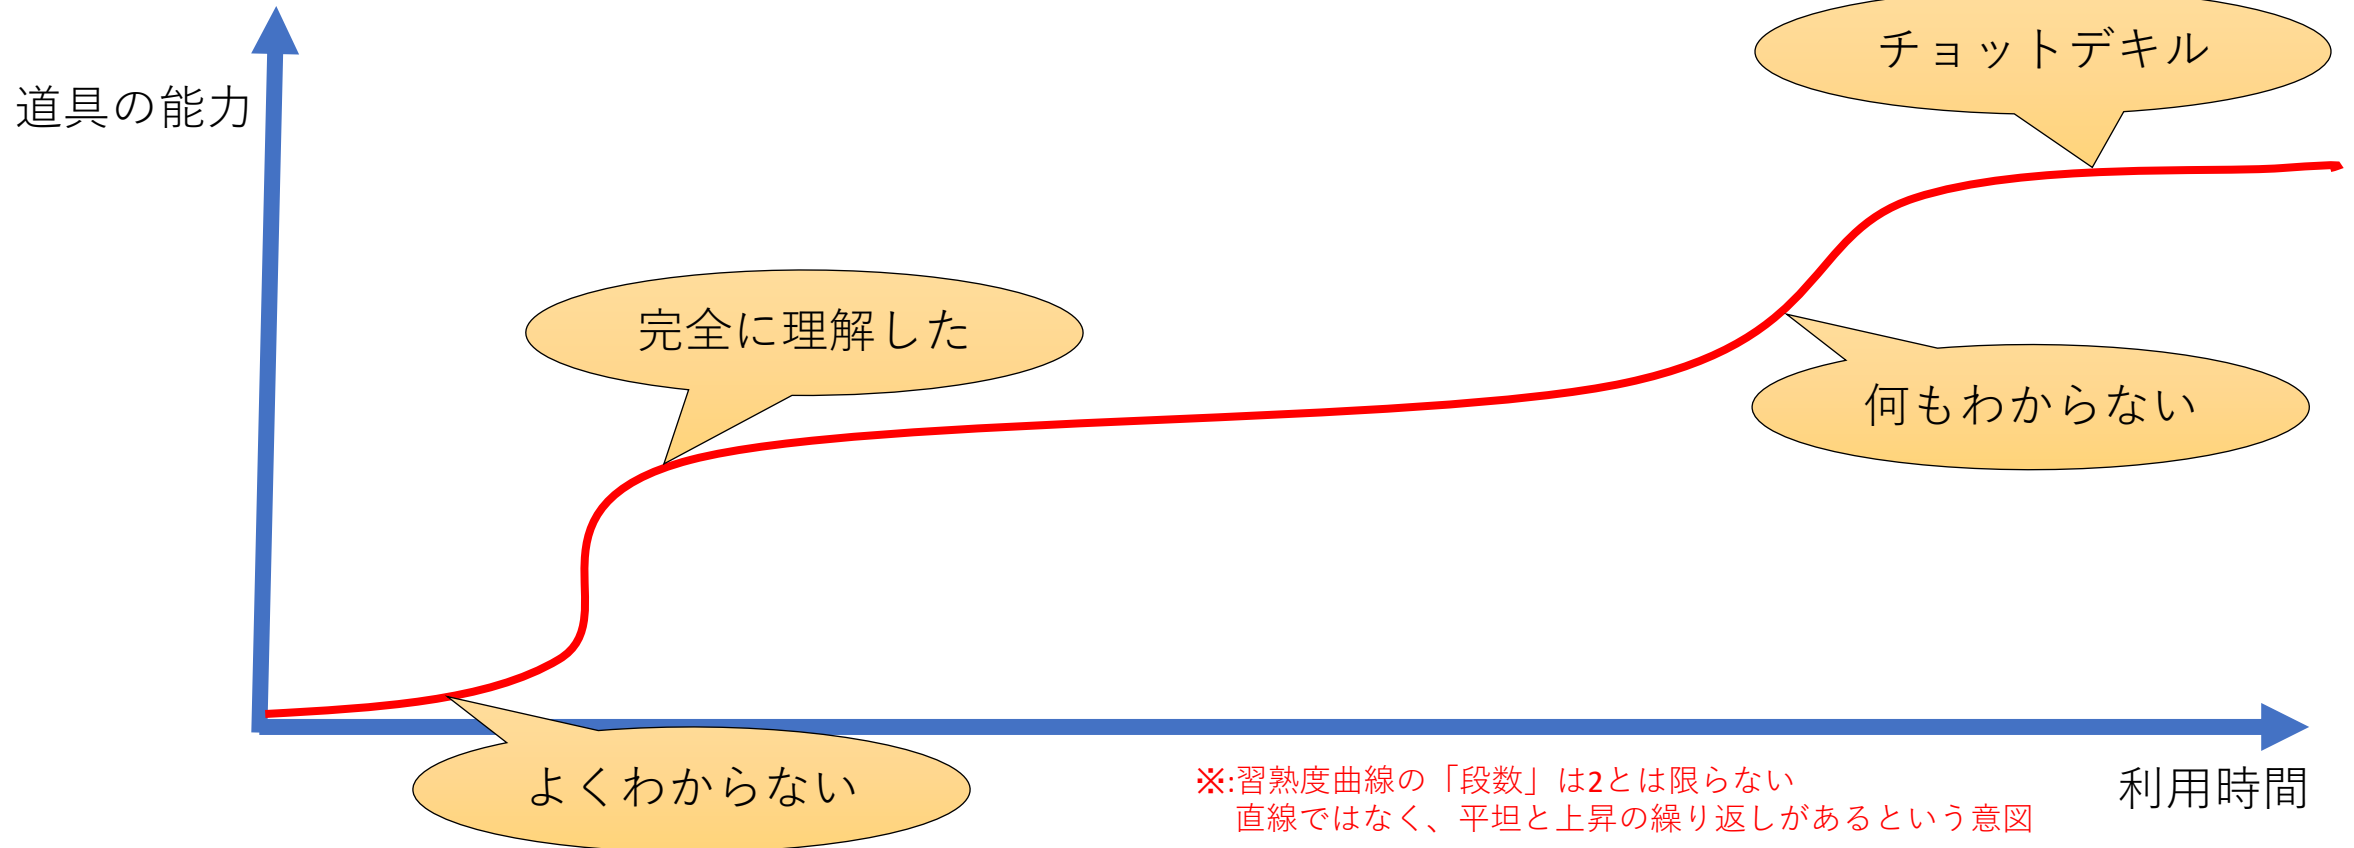 チョットデキル
道具の能力
完全に理解した
何もわからない
よくわからない
※:習熟度曲線の「段数」は2とは限らない
直線ではなく、平坦と上昇の繰り返しがあるという意図
利用時間